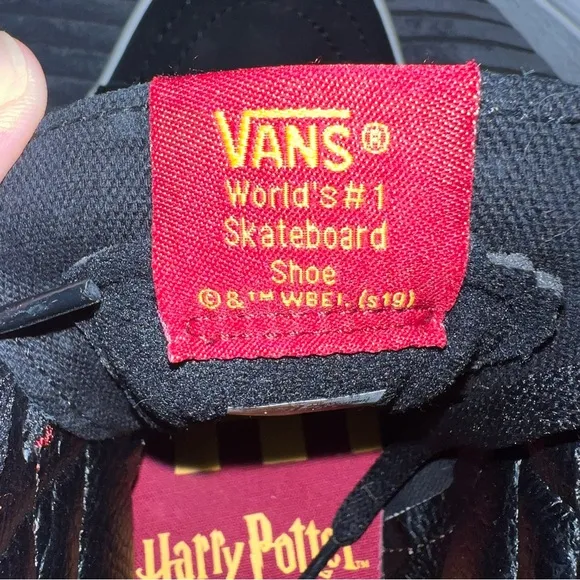 VANS®
World's#1
Skateboard
Shoe
©&™ WBEI. (s19)
Harry Potter